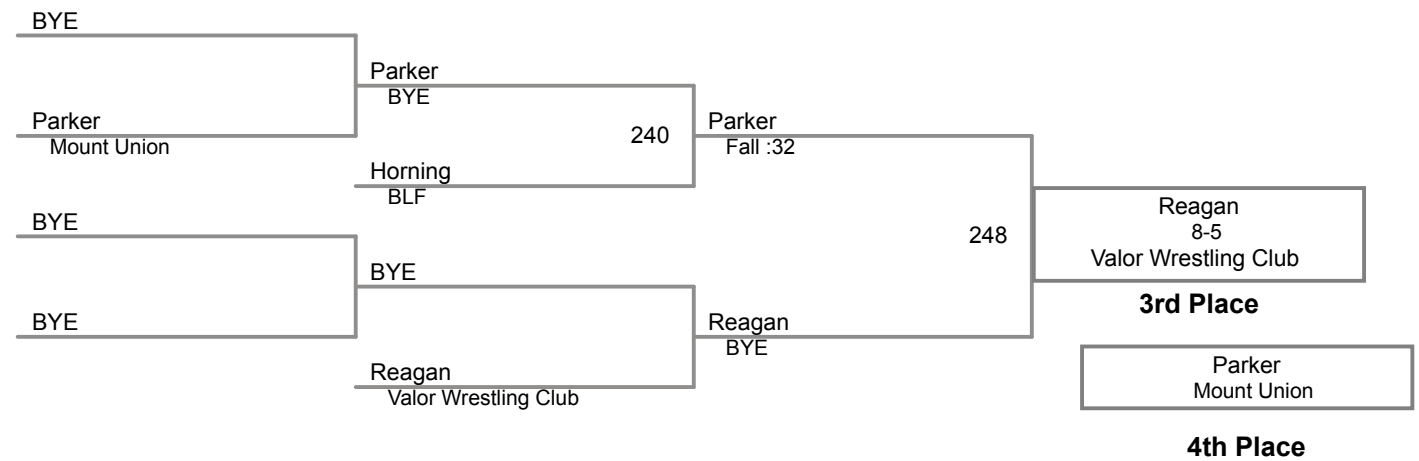 BYE
Parker
BYE
Parker
Mount Union
240
Parker
Fall :32
Horning
BLF
Reagan
8-5
Valor Wrestling Club
BYE
248
BYE
3rd Place
BYE
Reagan
BYE
Parker
Mount Union
Reagan
Valor Wrestling Club
4th Place